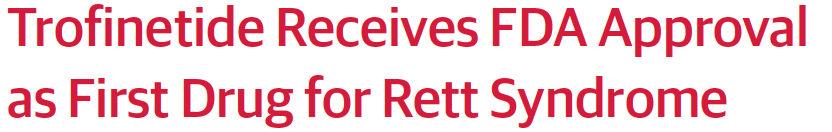 Trofinetide Receives FDA Approval
as First Drug for Rett Syndrome